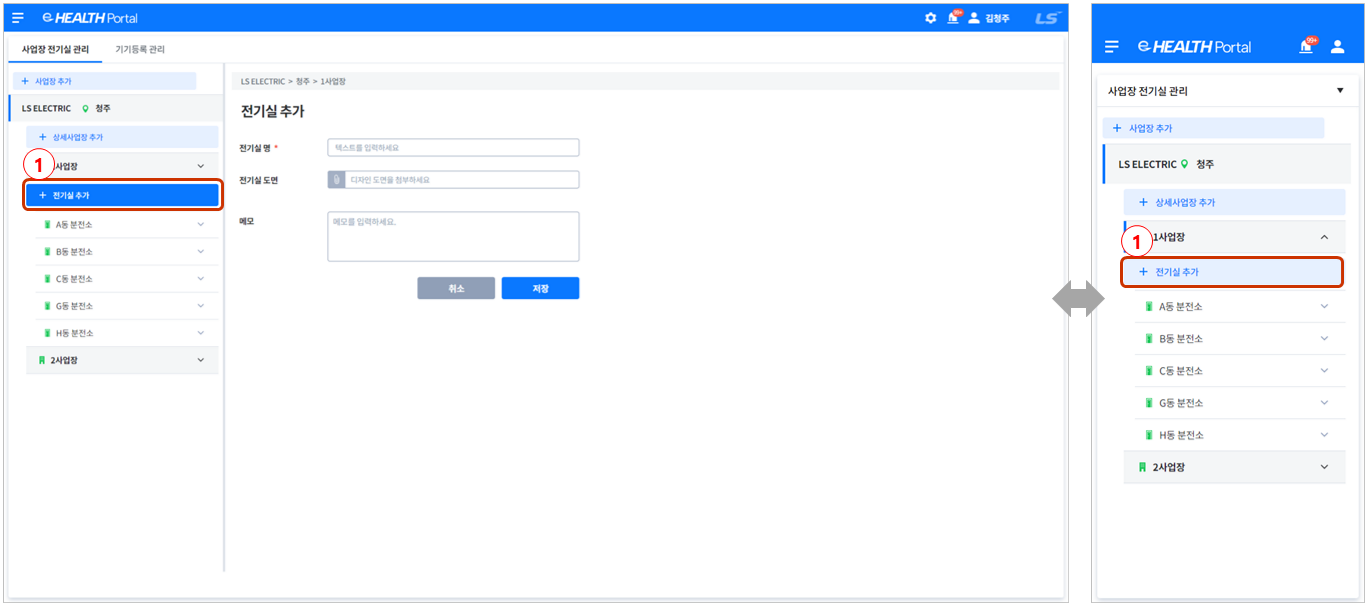 HEALTH Portal
99+
김청주
LS
사업장 전기실 관리
기기등록 관리
+ 사업장 추가
LS ELECTRIC 청주
+ 상세사업장 추가
1
사업장
+ 전기실 추가
A동 분전소
B동 분전소
C동 분전소
G동 분전소
H동 분전소
2사업장
LS ELECTRIC > 청주 > 1사업장
전기실 추가
전기실 명 *
텍스트를 입력하세요
전기실 도면
디자인 도면을 첨부하세요
메모
메모를 입력하세요.
취소
저장
HEALTH Portal
99+
사업장 전기실 관리
+ 사업장 추가
LS ELECTRIC 청주
+ 상세사업장 추가
1
1사업장
+ 전기실 추가
A동 분전소
B동 분전소
C동 분전소
G동 분전소
H동 분전소
2사업장